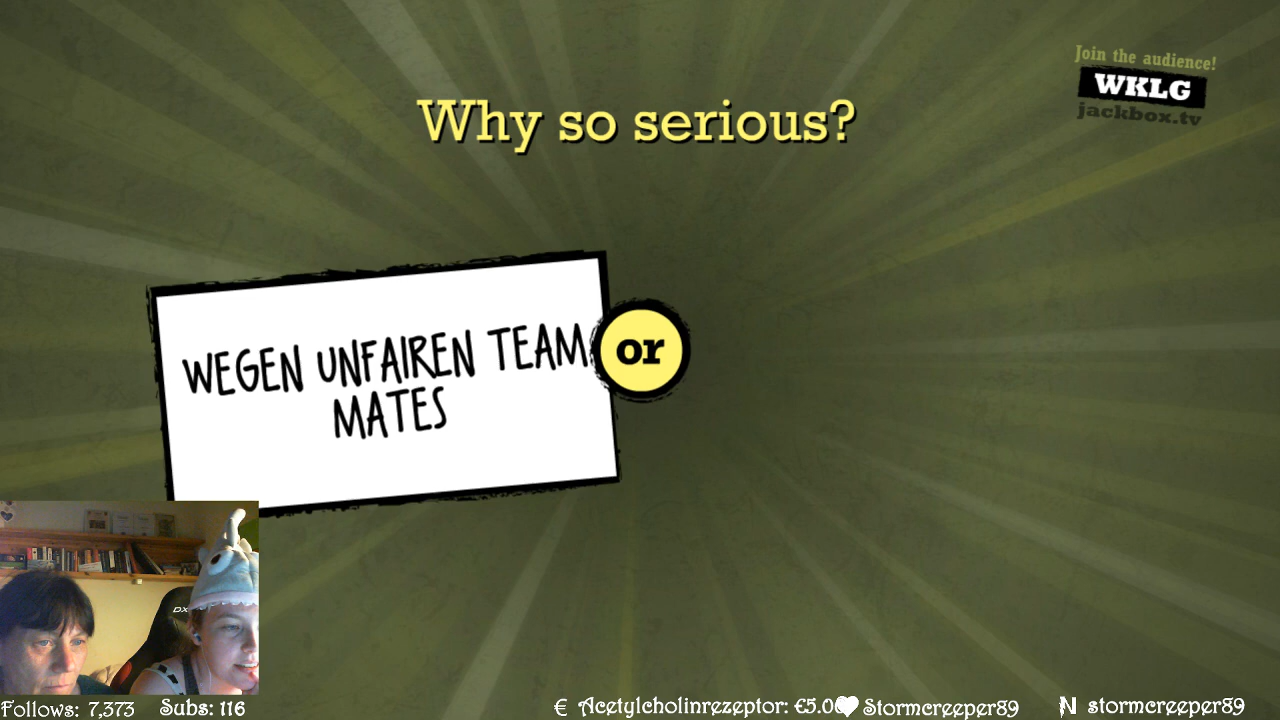 Join the audience!
WKLG
jackbox.tv
Why so serious?
WEGEN UNFAIREN TEAM
MATES
or
DX
Follows: 7,373
Subs: 116
€ Acetylcholinrezeptor: €5.0
Stormcreeper89
stormcreeper89